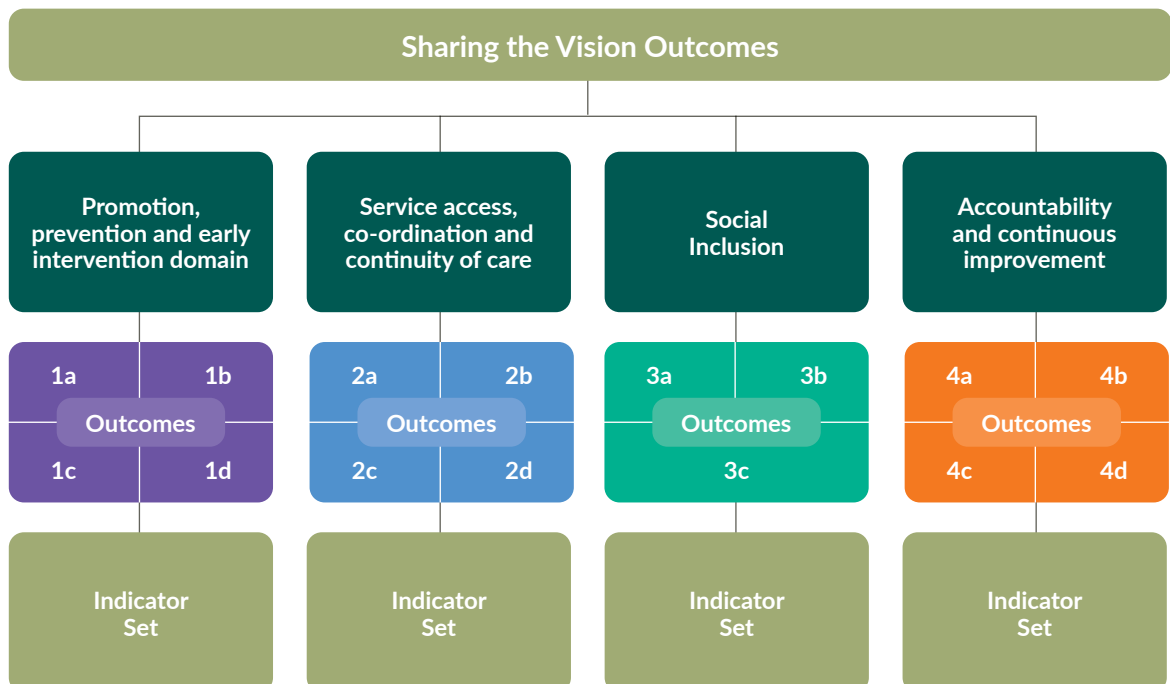 Sharing the Vision Outcomes
Promotion,
prevention and early
intervention domain
Service access,
co-ordination and
continuity of care
Social
Inclusion
Accountability
and continuous
improvement
1a
1b
Outcomes
1c
1d
2a
2b
Outcomes
2c
2d
3a
3b
Outcomes
3c
4a
4b
Outcomes
4c
4d
Indicator
Set
Indicator
Set
Indicator
Set
Indicator
Set